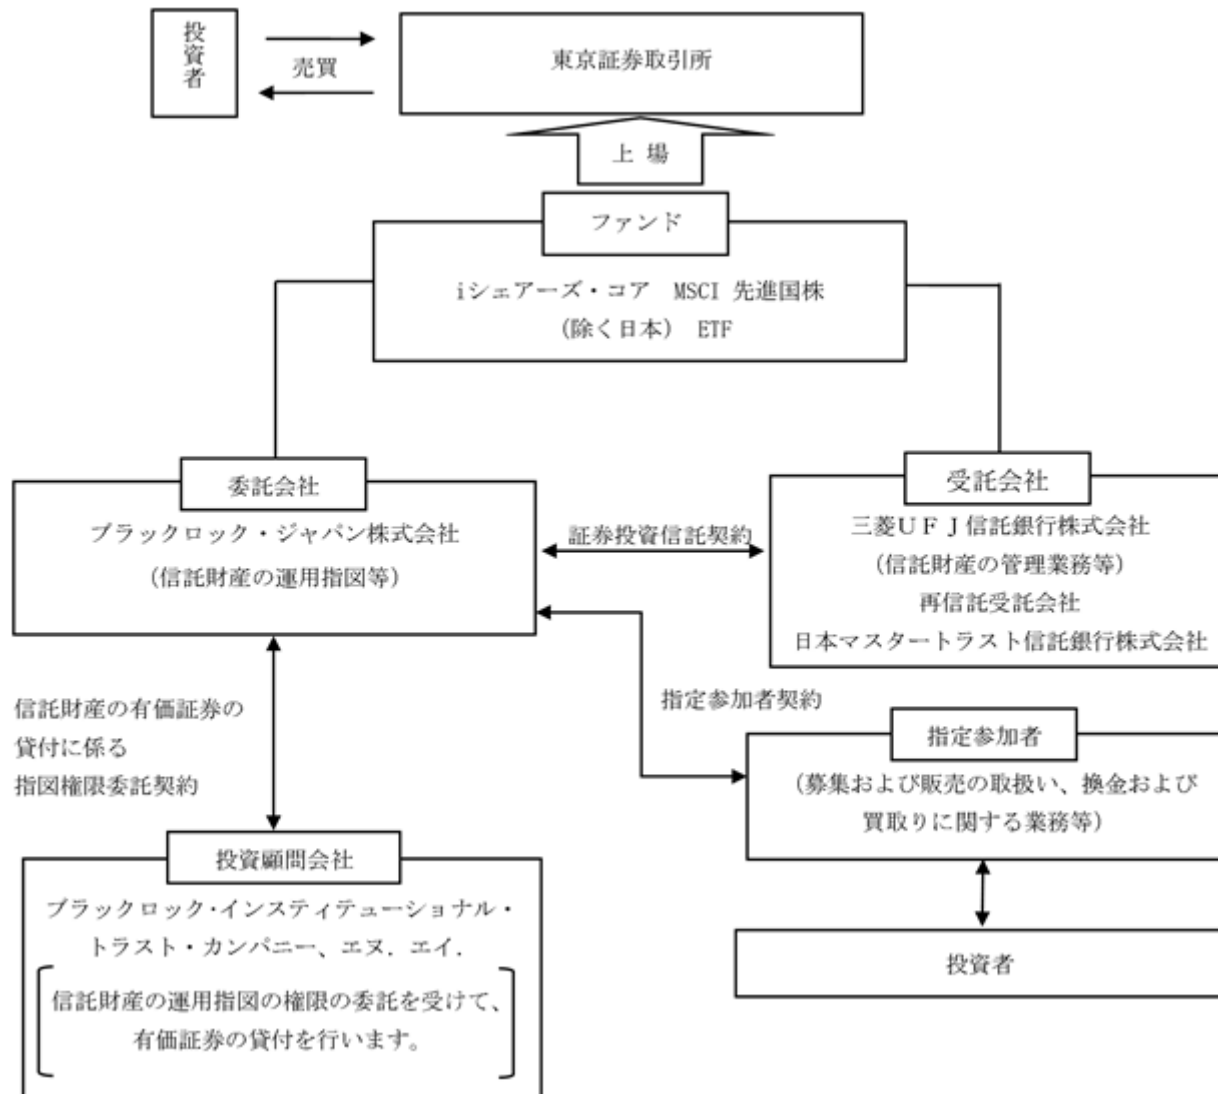 投資者
売買
東京証券取引所
上 場
ファンド
iシェアーズ・コア MSCI 先進国株
(除く日本) ETF
委託会社
ブラックロック・ジャパン株式会社
(信託財産の運用指図等)
証券投資信託契約
受託会社
三菱UFJ信託銀行株式会社
(信託財産の管理業務等)
再信託受託会社
日本マスタートラスト信託銀行株式会社
信託財産の有価証券の
貸付に係る
指図権限委託契約
指定参加者契約
指定参加者
(募集および販売の取扱い、換金および
買取りに関する業務等)
投資顧問会社
ブラックロック・インスティテューショナル・
トラスト・カンパニー、エヌ．エイ．
信託財産の運用指図の権限の委託を受けて、
有価証券の貸付を行います。
投資者